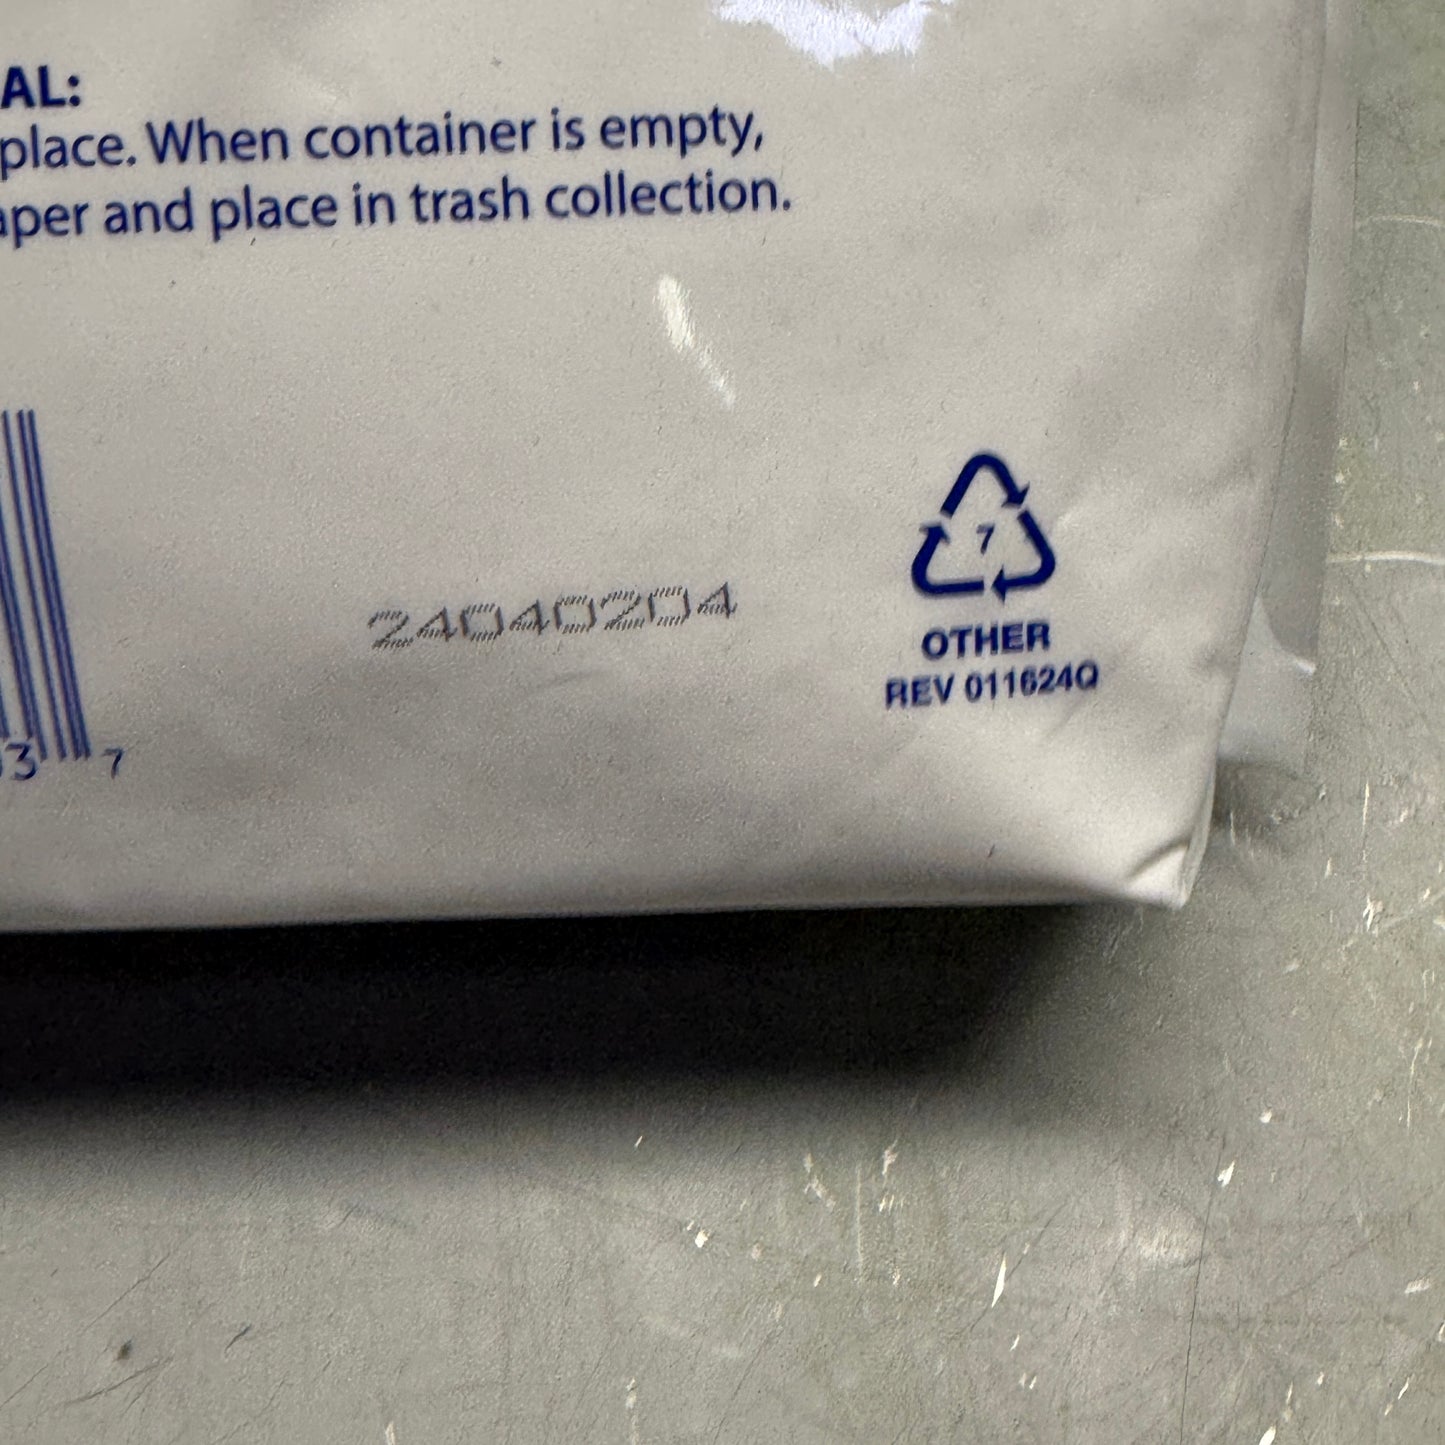 AL:
place. When container is empty,
aper and place in trash collection.
7
OTHER
REV 011624Q
24040204
3 7